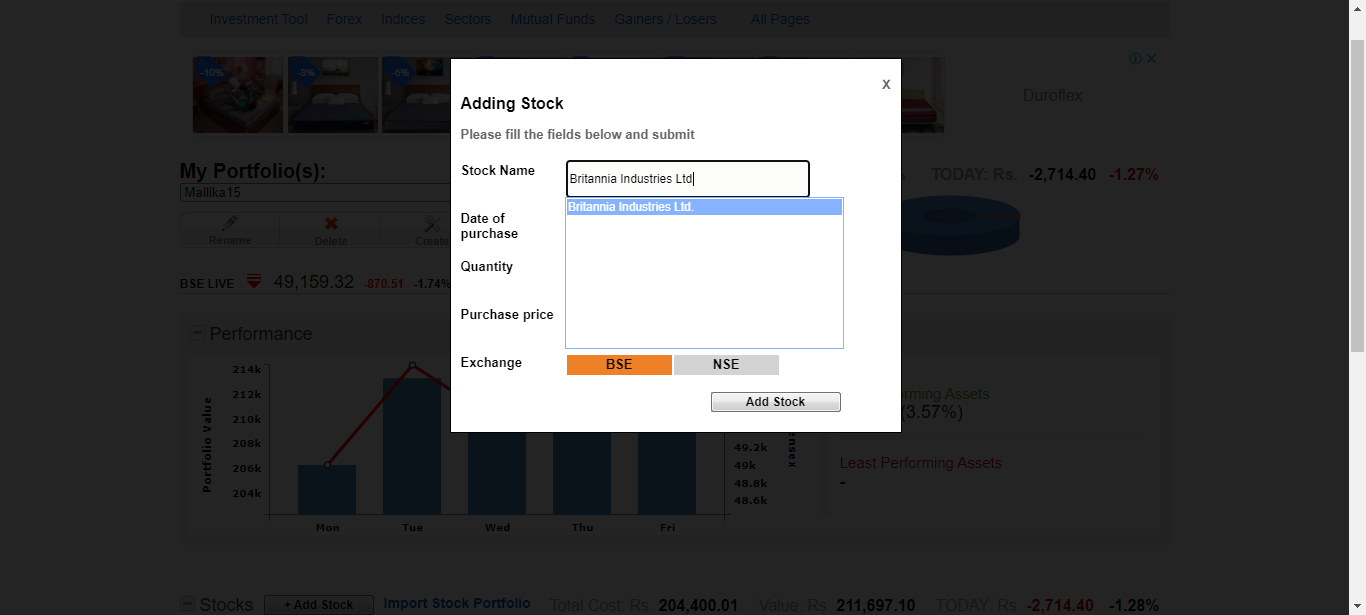 Investment Tool Forex Indices Sectors Mutual Funds Gainers / Losers All Pages
-10% -8% -6%
Duroflex
x
Adding Stock
Please fill the fields below and submit
My Portfolio(s):
Stock Name Britannia Industries Ltd
TODAY: Rs. -2,714.40 -1.27%
Mallika15
Britannia Industries Ltd.
Date of
purchase
Rename Delete Create
Quantity
BSE LIVE 49,159.32 -870.51 -1.74%
Purchase price
Performance
Exchange BSE NSE
Add Stock
rming Assets
(3.57%)
Least Performing Assets
-
Portfolio Value
214k
212k
210k
208k
206k
204k
ensex
49.2k
49k
48.8k
48.6k
Mon Tue Wed Thu Fri
Stocks + Add Stock Import Stock Portfolio Total Cost: Rs. 204,400.01 Value: Rs. 211,697.10 TODAY: Rs. -2,714.40 -1.28%